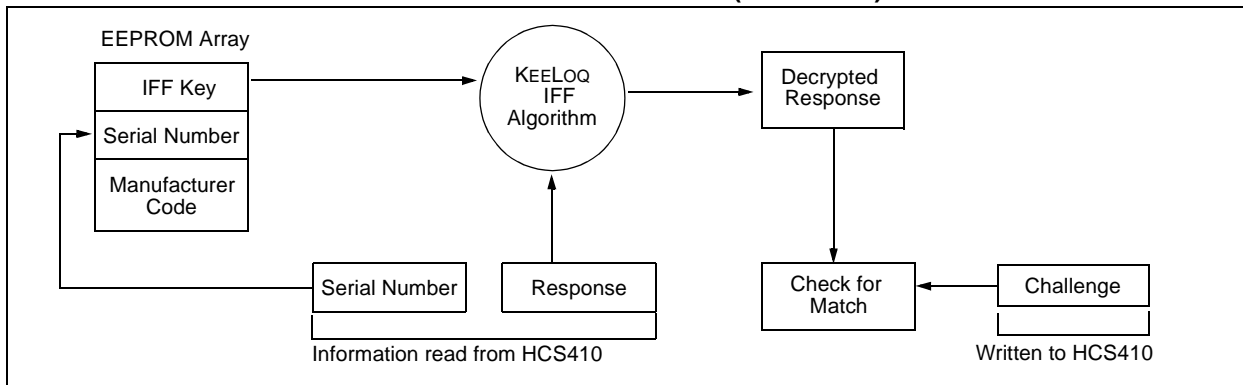 EEPROM Array
IFF Key
Serial Number
Manufacturer
Code
KEELOQ
IFF
Algorithm
Decrypted
Response
Serial Number
Response
Information read from HCS410
Check for
Match
Challenge
Written to HCS410